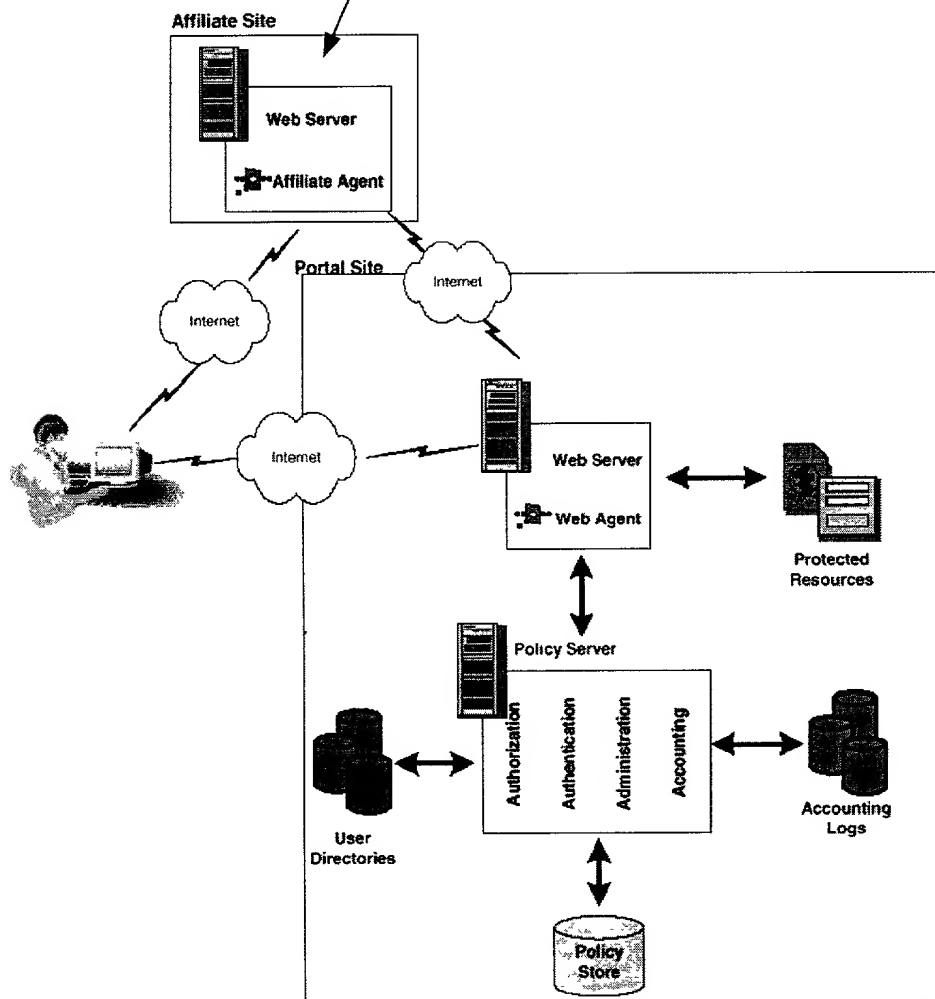 Affiliate Site
Web Server
Affiliate Agent
Portal Site
Internet
Internet
Internet
Web Server
Web Agent
Protected
Resources
Policy Server
Authorization
Authentication
Administration
Accounting
User
Directories
Accounting
Logs
Policy
Store